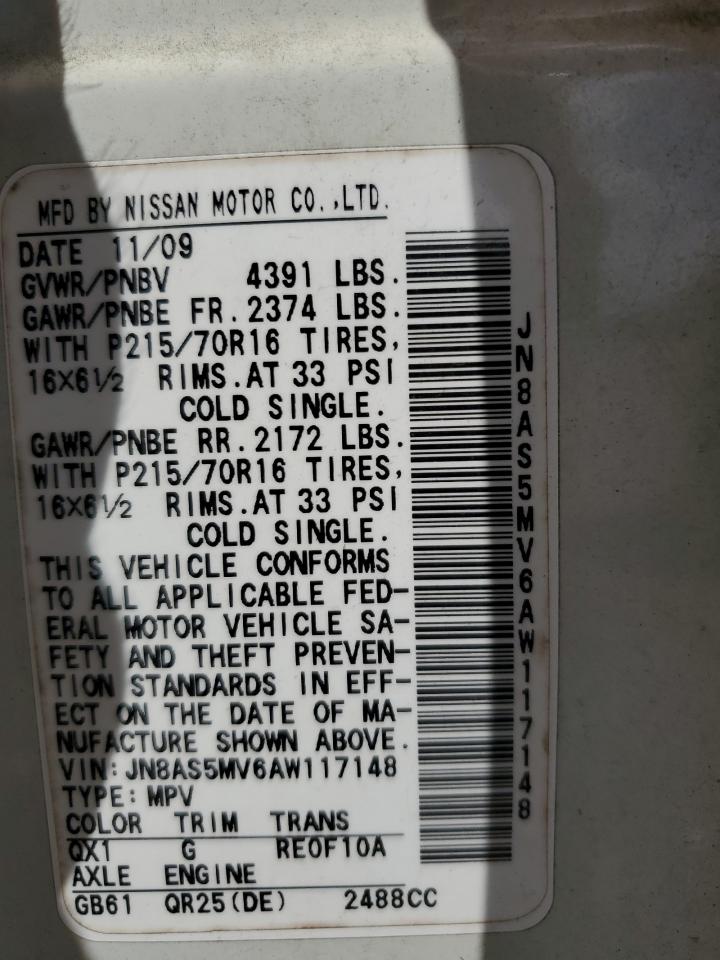 MFD BY NISSAN MOTOR CO.,LTD.
DATE 11/09
GVWR/PNBV 4391 LBS.
GAWR/PNBE FR.2374 LBS.
WITH P215/70R16 TIRES,
16X6½ RIMS.AT 33 PSI
COLD SINGLE.
GAWR/PNBE RR.2172 LBS.
WITH P215/70R16 TIRES,
16X6½ RIMS.AT 33 PSI
COLD SINGLE.
THIS VEHICLE CONFORMS
TO ALL APPLICABLE FED-
ERAL MOTOR VEHICLE SA-
FETY AND THEFT PREVEN-
TION STANDARDS IN EFF-
ECT ON THE DATE OF MA-
NUFACTURE SHOWN ABOVE.
VIN:JN8AS5MV6AW117148
TYPE:MPV
COLOR TRIM TRANS
QX1 G RE0F10A
AXLE ENGINE
GB61 QR25(DE) 2488CC
JN8AS5MV6AW117148